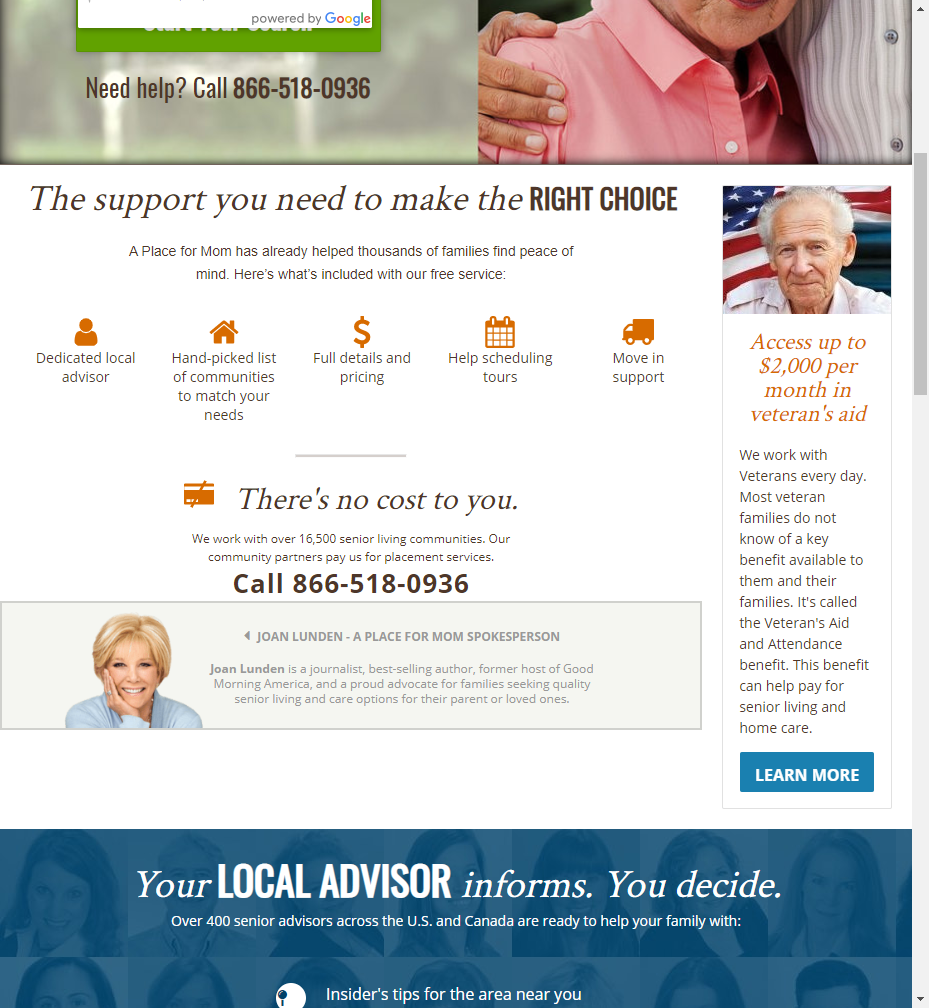 powered by Google
Start Your Search
Need help? Call 866-518-0936
The support you need to make the RIGHT CHOICE
A Place for Mom has already helped thousands of families find peace of
mind. Here's what's included with our free service:
Dedicated local
advisor
Hand-picked list
of communities
to match your
needs
Full details and
pricing
Help scheduling
tours
Move in
support
There's no cost to you.
We work with over 16,500 senior living communities. Our
community partners pay us for placement services.
Call 866-518-0936
JOAN LUNDEN - A PLACE FOR MOM SPOKESPERSON
Joan Lunden is a journalist, best-selling author, former host of Good
Morning America, and a proud advocate for families seeking quality
senior living and care options for their parent or loved ones.
Access up to
$2,000 per
month in
veteran's aid
We work with
Veterans every day.
Most veteran
families do not
know of a key
benefit available to
them and their
families. It's called
the Veteran's Aid
and Attendance
benefit. This benefit
can help pay for
senior living and
home care.
LEARN MORE
Your LOCAL ADVISOR informs. You decide.
Over 400 senior advisors across the U.S. and Canada are ready to help your family with:
Insider's tips for the area near you